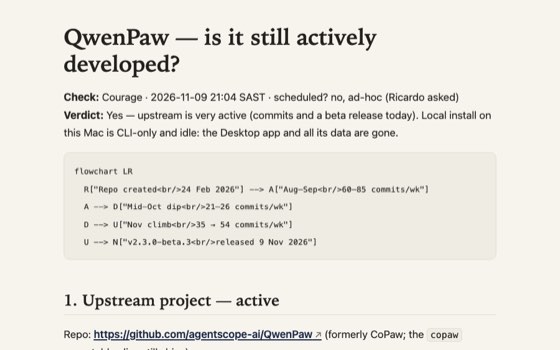 QwenPaw — is it still actively
developed?
Check: Courage · 2026-11-09 21:04 SAST · scheduled? no, ad-hoc (Ricardo asked)
Verdict: Yes — upstream is very active (commits and a beta release today). Local install on
this Mac is CLI-only and idle: the Desktop app and all its data are gone.
flowchart LR
R["Repo created<br/>24 Feb 2026"] --> A["Aug–Sep<br/>60–85 commits/wk"]
A --> D["Mid-Oct dip<br/>21–26 commits/wk"]
D --> U["Nov climb<br/>35 → 54 commits/wk"]
U --> N["v2.3.0-beta.3<br/>released 9 Nov 2026"]
1. Upstream project — active
Repo: https://github.com/agentscope-ai/QwenPaw ↗ (formerly CoPaw; the copaw